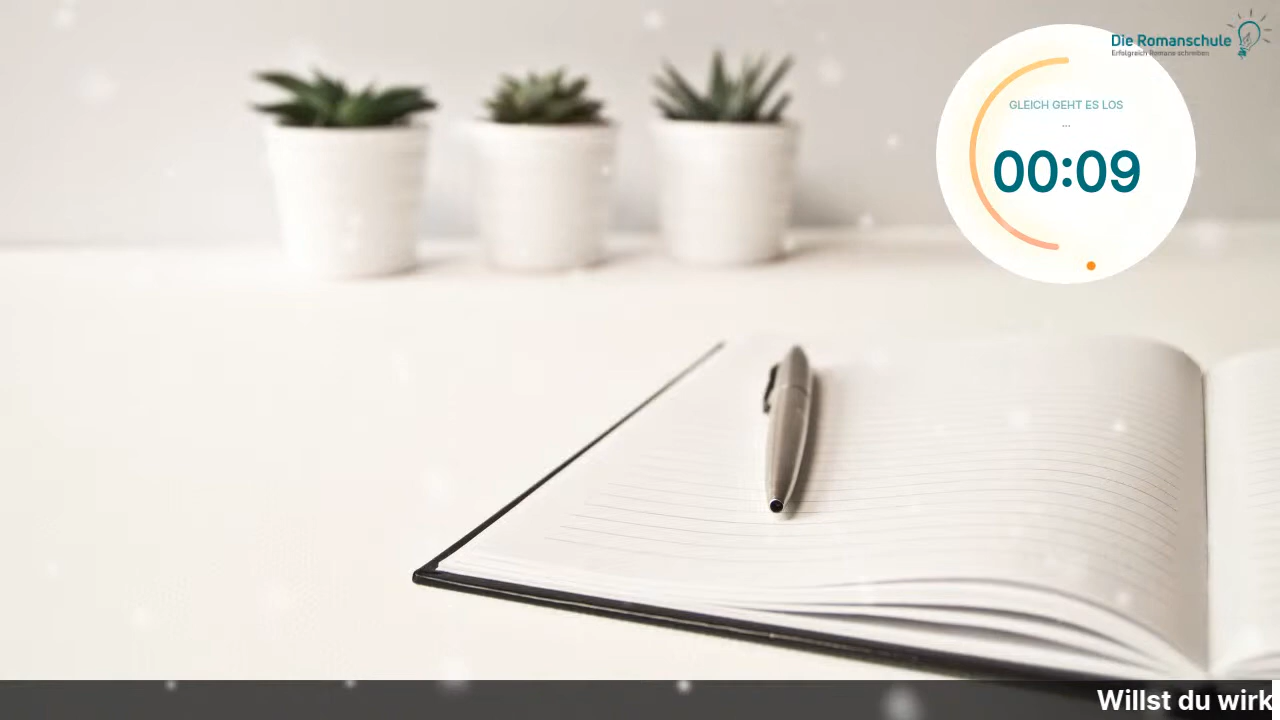 Die Romanschule
Erfolgreich Romane schreiben
GLEICH GEHT ES LOS
...
00:09
Willst du wirk